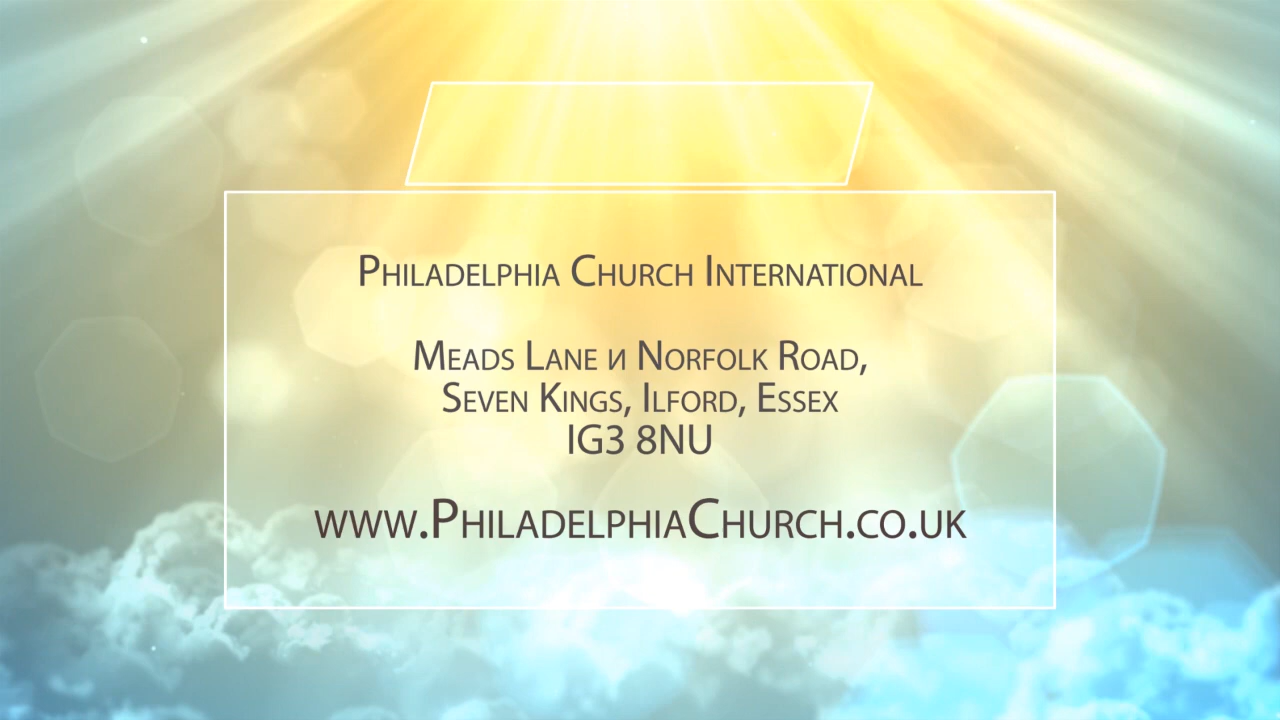 Philadelphia Church International
Meads Lane и Norfolk Road,
Seven Kings, Ilford, Essex
IG3 8NU
www.PhiladelphiaChurch.co.uk